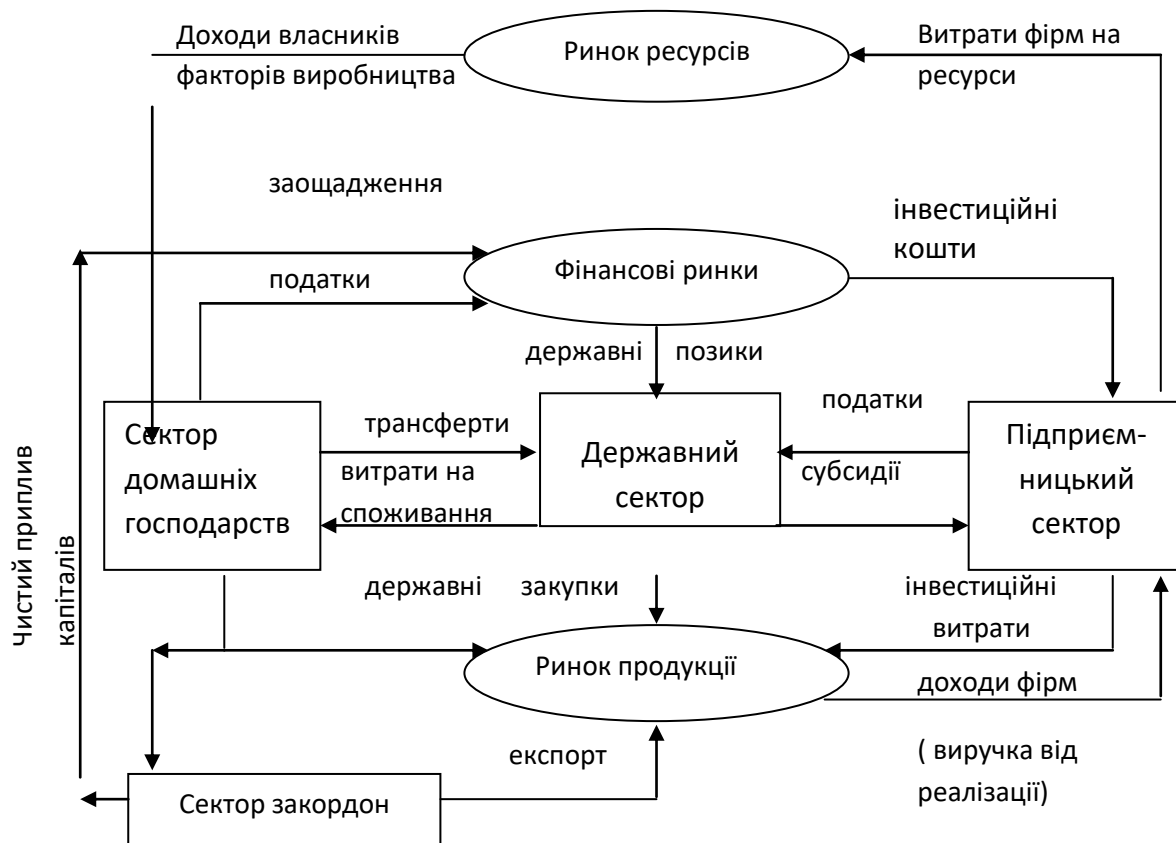 Доходи власників
факторів виробництва
Ринок ресурсів
Витрати фірм на
ресурси
заощадження
інвестиційні
кошти
Фінансові ринки
податки
державні позики
податки
трансферти
Сектор
домашніх
господарств
Державний
сектор
Підприєм-
ницький
сектор
витрати на
споживання
субсидії
Чистий приплив
капіталів
державні закупки
інвестиційні
витрати
Ринок продукції
доходи фірм
експорт
( виручка від
реалізації)
Сектор закордон